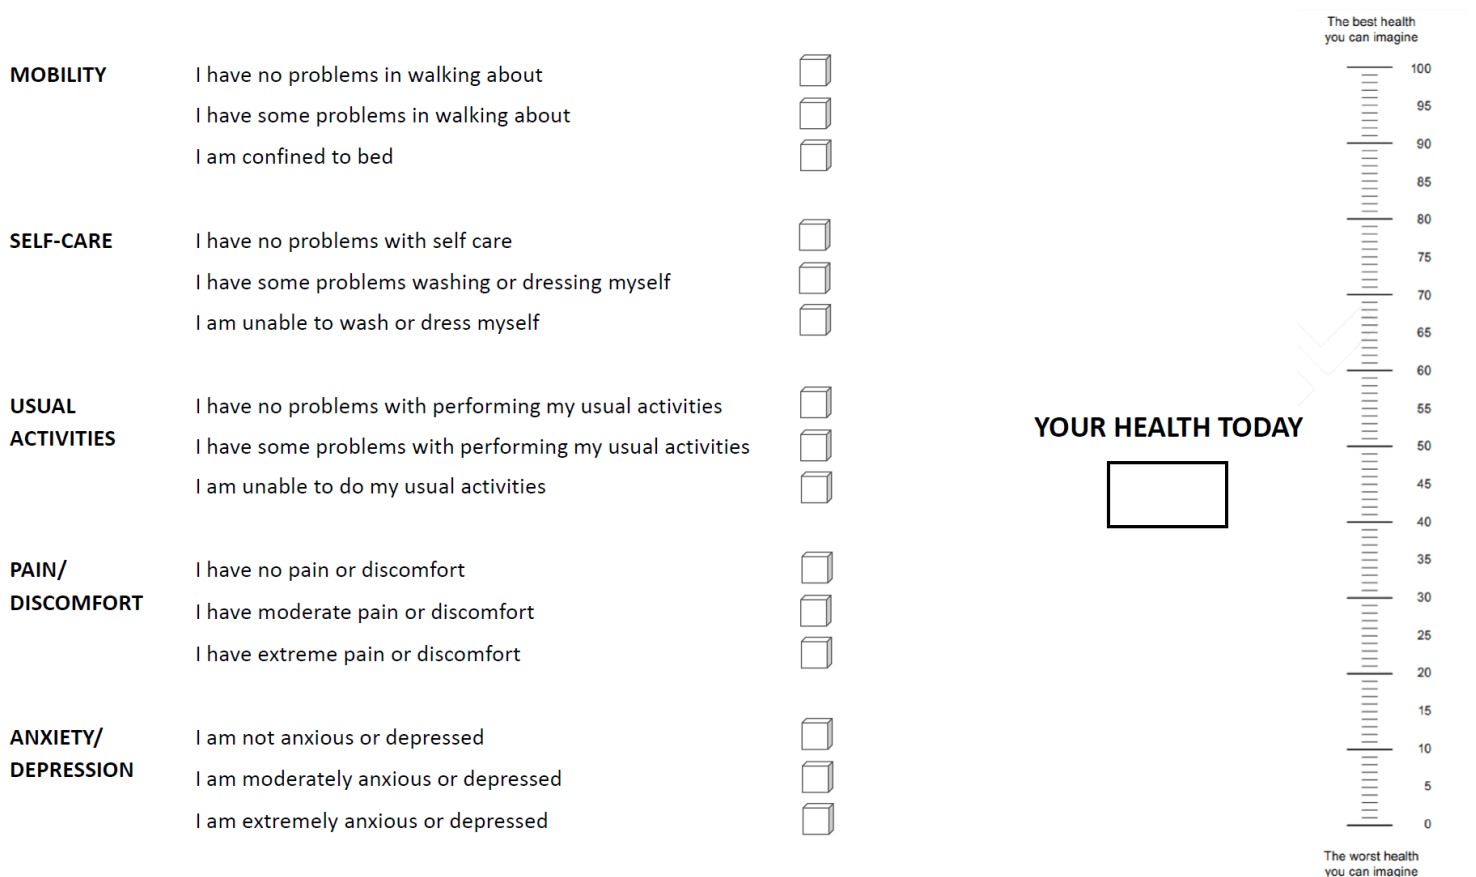 MOBILITY
I have no problems in walking about
I have some problems in walking about
I am confined to bed
SELF-CARE
I have no problems with self care
I have some problems washing or dressing myself
I am unable to wash or dress myself
USUAL
ACTIVITIES
I have no problems with performing my usual activities
I have some problems with performing my usual activities
I am unable to do my usual activities
PAIN/
DISCOMFORT
I have no pain or discomfort
I have moderate pain or discomfort
I have extreme pain or discomfort
ANXIETY/
DEPRESSION
I am not anxious or depressed
I am moderately anxious or depressed
I am extremely anxious or depressed
YOUR HEALTH TODAY
The best health
you can imagine
100
95
90
85
80
75
70
65
60
55
50
45
40
35
30
25
20
15
10
5
0
The worst health
you can imagine